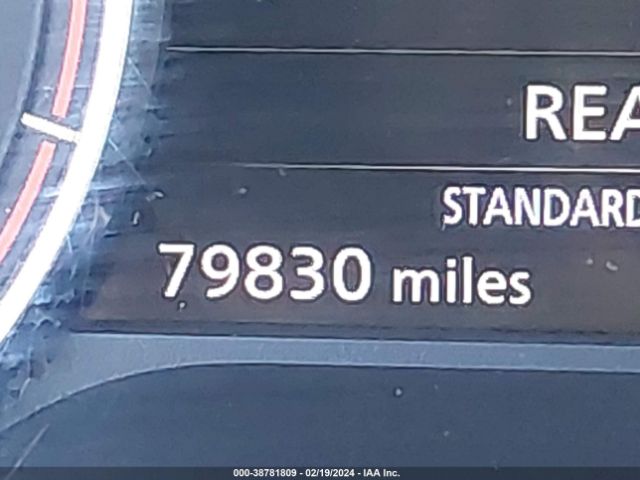 REA
STANDARD
79830 miles
000-38781809 - 02/19/2024 - IAA Inc.